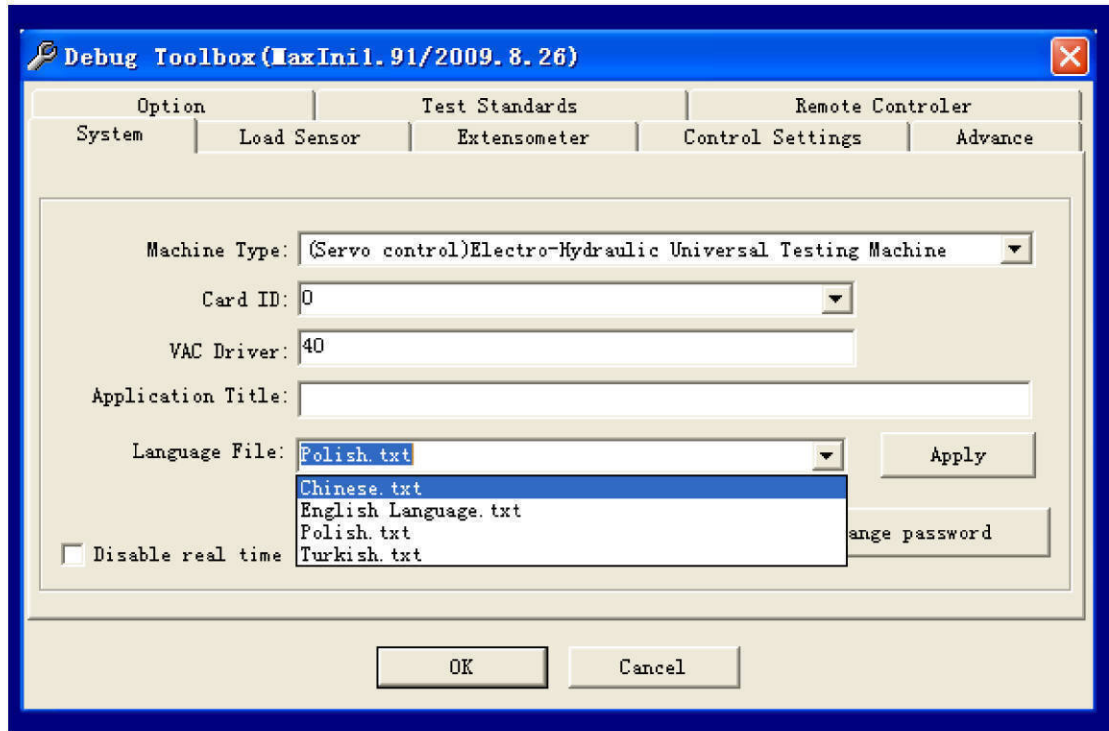 Debug Toolbox(MaxIni1.91/2009.8.26)
Option Test Standards Remote Controler
System Load Sensor Extensometer Control Settings Advance
Machine Type: (Servo control)Electro-Hydraulic Universal Testing Machine
Card ID: 0
VAC Driver: 40
Application Title:
Language File: Polish.txt Apply
Chinese.txt
English Language.txt
Polish.txt
ange password
Disable real time Turkish.txt
OK Cancel